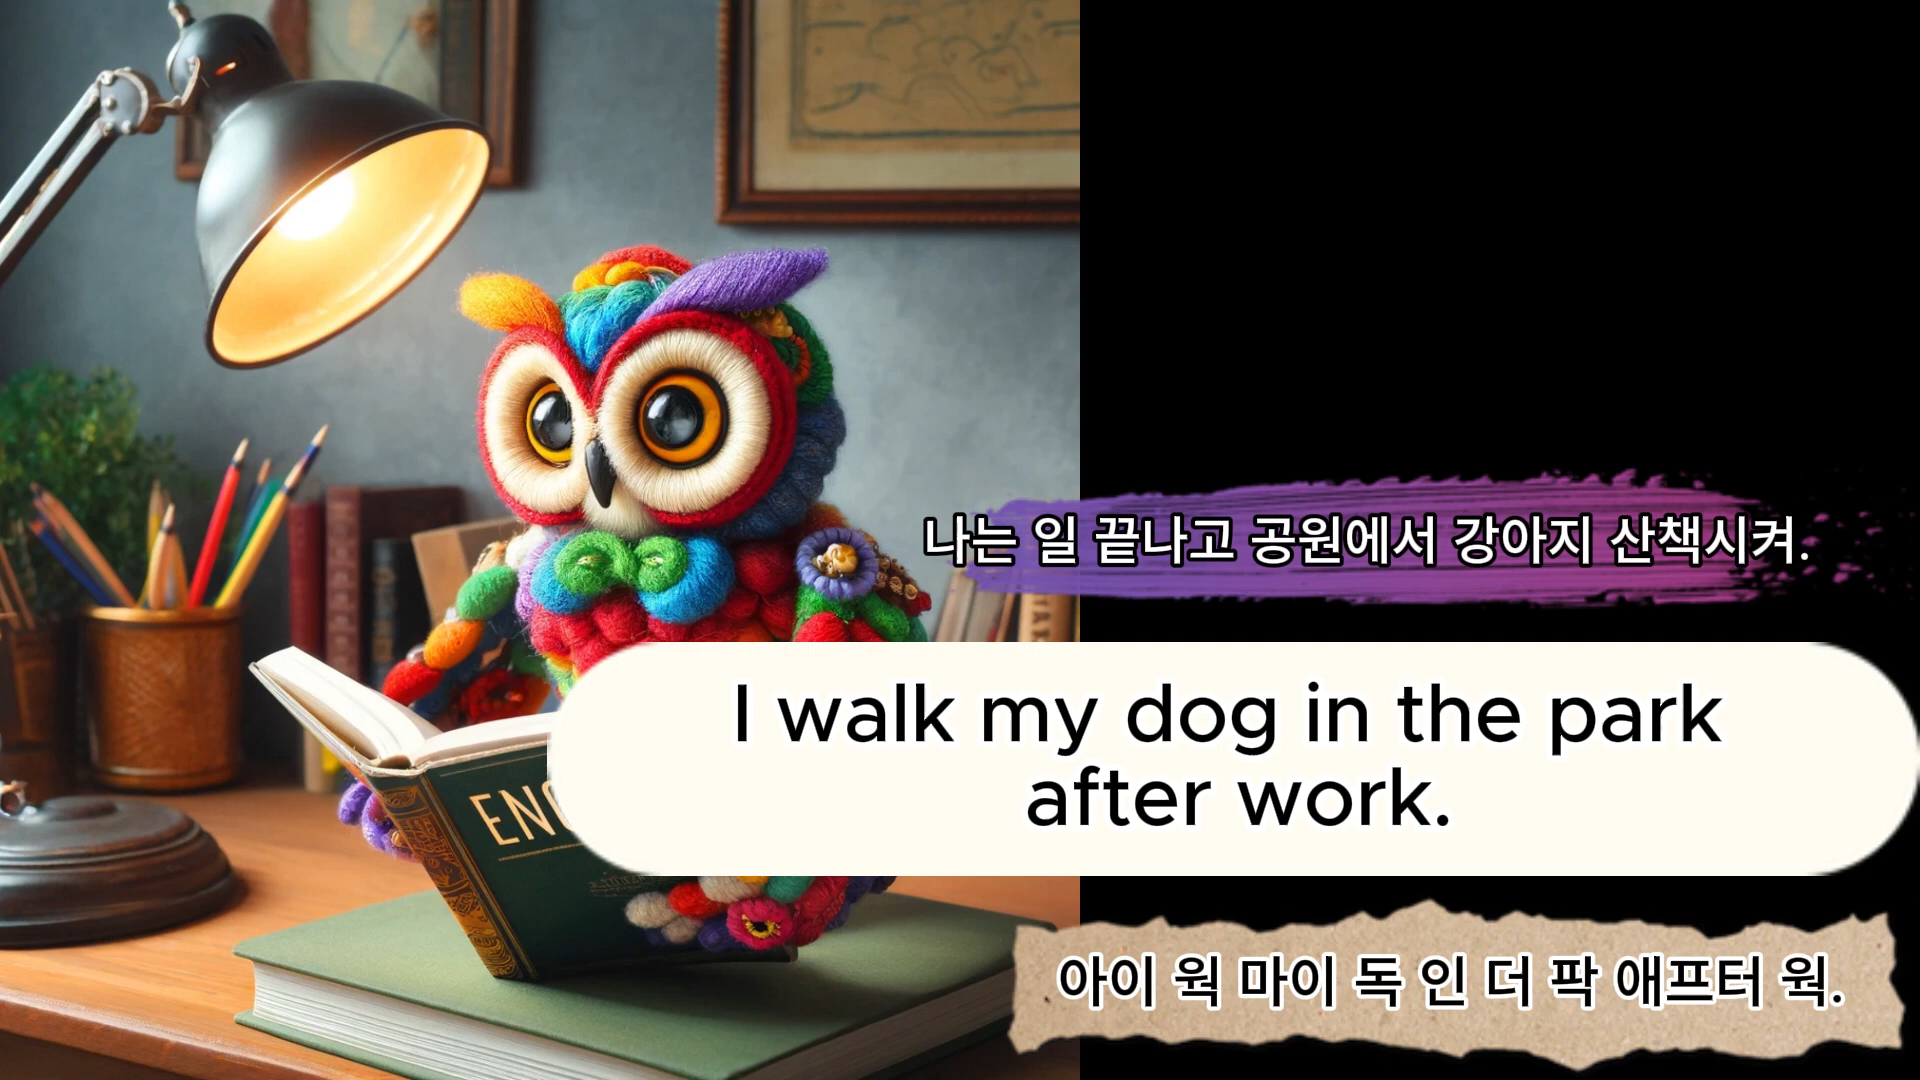 나는 일 끝나고 공원에서 강아지 산책시켜.
I walk my dog in the park
after work.
아이 웍 마이 독 인 더 팍 애프터 웍.